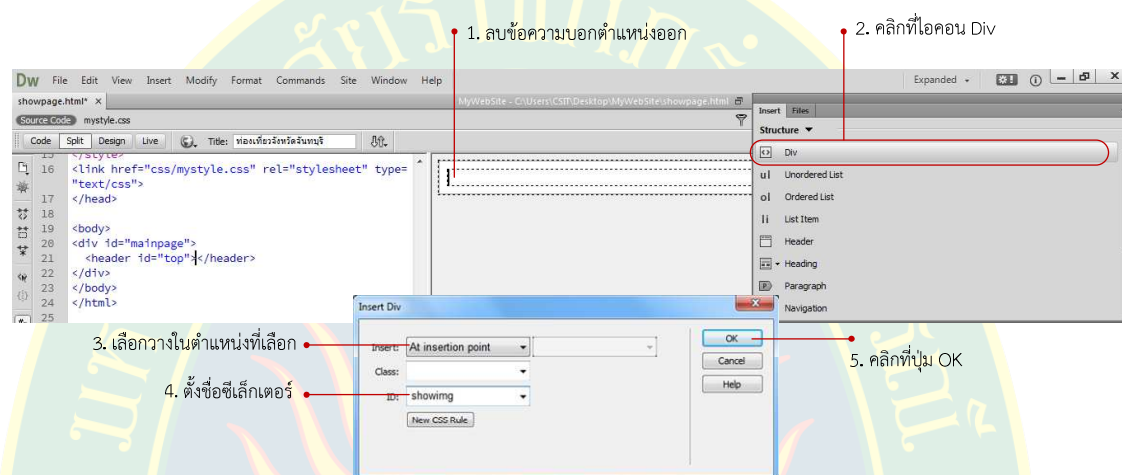 1. ลบข้อความบอกตำแหน่งออก
2. คลิกที่ไอคอน Div
Dw File Edit View Insert Modify Format Commands Site Window Help
Expanded
showpage.html* ×
MyWebSite - C:\Users\CSIT\Desktop\MyWebSite\showpage.html
Insert Files
Source Code mystyle.css
Structure
Code Split Design Live Title: ท่องเที่ยวจังหวัดจันทบุรี
Div
15 </style>
16 <link href="css/mystyle.css" rel="stylesheet" type=
"text/css">
17 </head>
18
19 <body>
20 <div id="mainpage">
21 <header id="top"></header>
22 </div>
23 </body>
24 </html>
25
ul Unordered List
ol Ordered List
li List Item
Header
Heading
Paragraph
Navigation
Insert Div
3. เลือกวางในตำแหน่งที่เลือก
Insert: At insertion point
OK
Class:
Cancel
5. คลิกที่ปุ่ม OK
4. ตั้งชื่อซีเล็กเตอร์
ID: showimg
Help
New CSS Rule